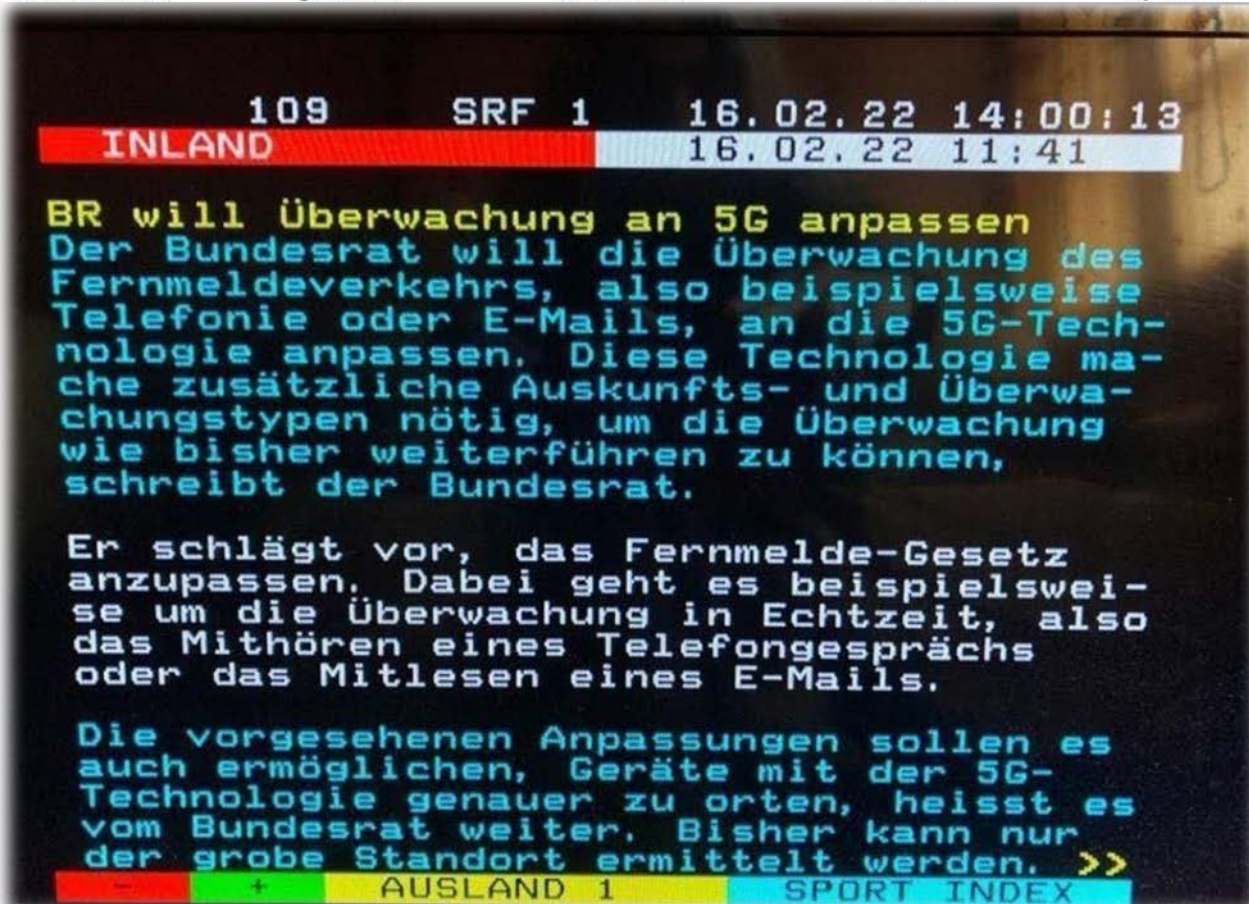 109 SRF 1 16.02.22 14:00:13
INLAND 16.02.22 11:41
BR will Überwachung an 5G anpassen
Der Bundesrat will die Überwachung des
Fernmeldeverkehrs, also beispielsweise
Telefonie oder E-Mails, an die 5G-Tech-
nologie anpassen. Diese Technologie ma-
che zusätzliche Auskunfts- und Überwa-
chungstypen nötig, um die Überwachung
wie bisher weiterführen zu können,
schreibt der Bundesrat.
Er schlägt vor, das Fernmelde-Gesetz
anzupassen. Dabei geht es beispielswei-
se um die Überwachung in Echtzeit, also
das Mithören eines Telefongesprächs
oder das Mitlesen eines E-Mails.
Die vorgesehenen Anpassungen sollen es
auch ermöglichen, Geräte mit der 5G-
Technologie genauer zu orten, heisst es
vom Bundesrat weiter. Bisher kann nur
der grobe Standort ermittelt werden. >>
- + AUSLAND 1 SPORT INDEX